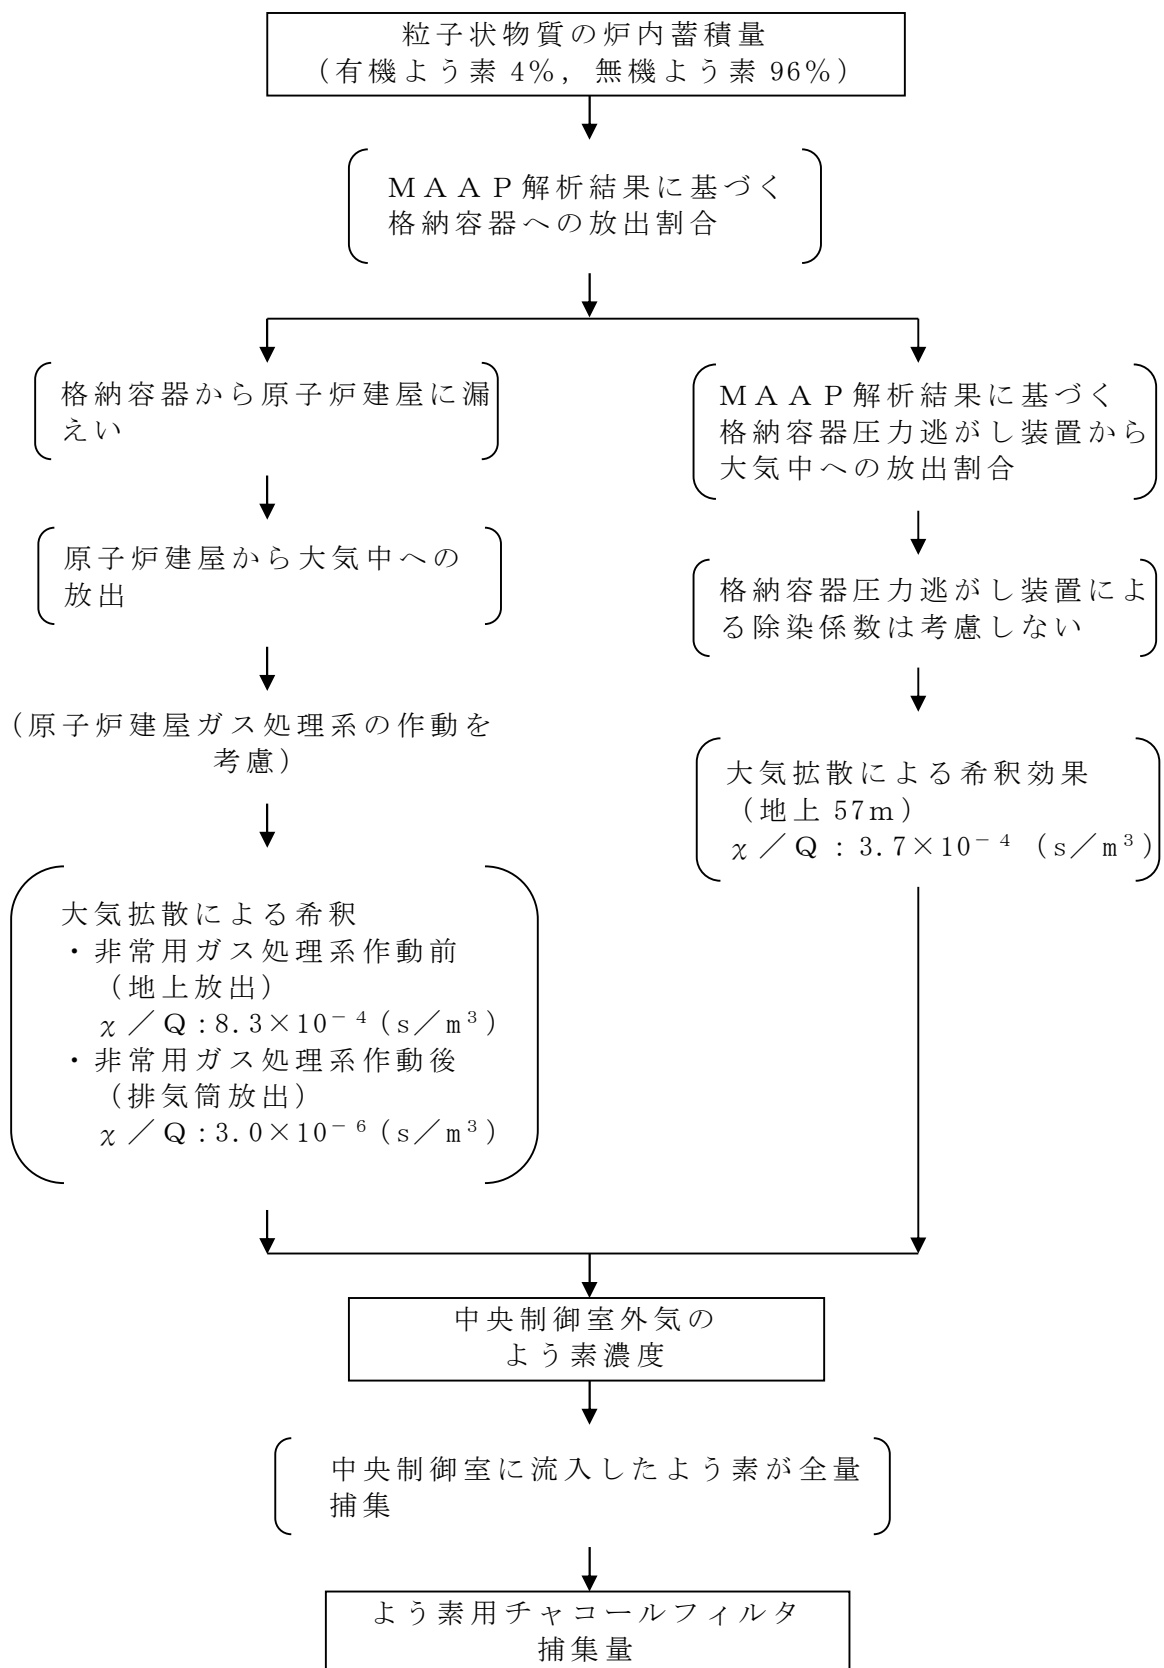 粒子状物質の炉内蓄積量
（有機よう素 4％，無機よう素 96％）
ＭＡＡＰ解析結果に基づく
格納容器への放出割合
格納容器から原子炉建屋に漏
えい
原子炉建屋から大気中への
放出
（原子炉建屋ガス処理系の作動を
考慮）
大気拡散による希釈
・非常用ガス処理系作動前
（地上放出）
χ／Ｑ：8.3×10⁻⁴（s／m³）
・非常用ガス処理系作動後
（排気筒放出）
χ／Ｑ：3.0×10⁻⁶（s／m³）
ＭＡＡＰ解析結果に基づく
格納容器圧力逃がし装置から
大気中への放出割合
格納容器圧力逃がし装置によ
る除染係数は考慮しない
大気拡散による希釈効果
（地上 57m）
χ／Ｑ：3.7×10⁻⁴（s／m³）
中央制御室外気の
よう素濃度
中央制御室に流入したよう素が全量
捕集
よう素用チャコールフィルタ
捕集量